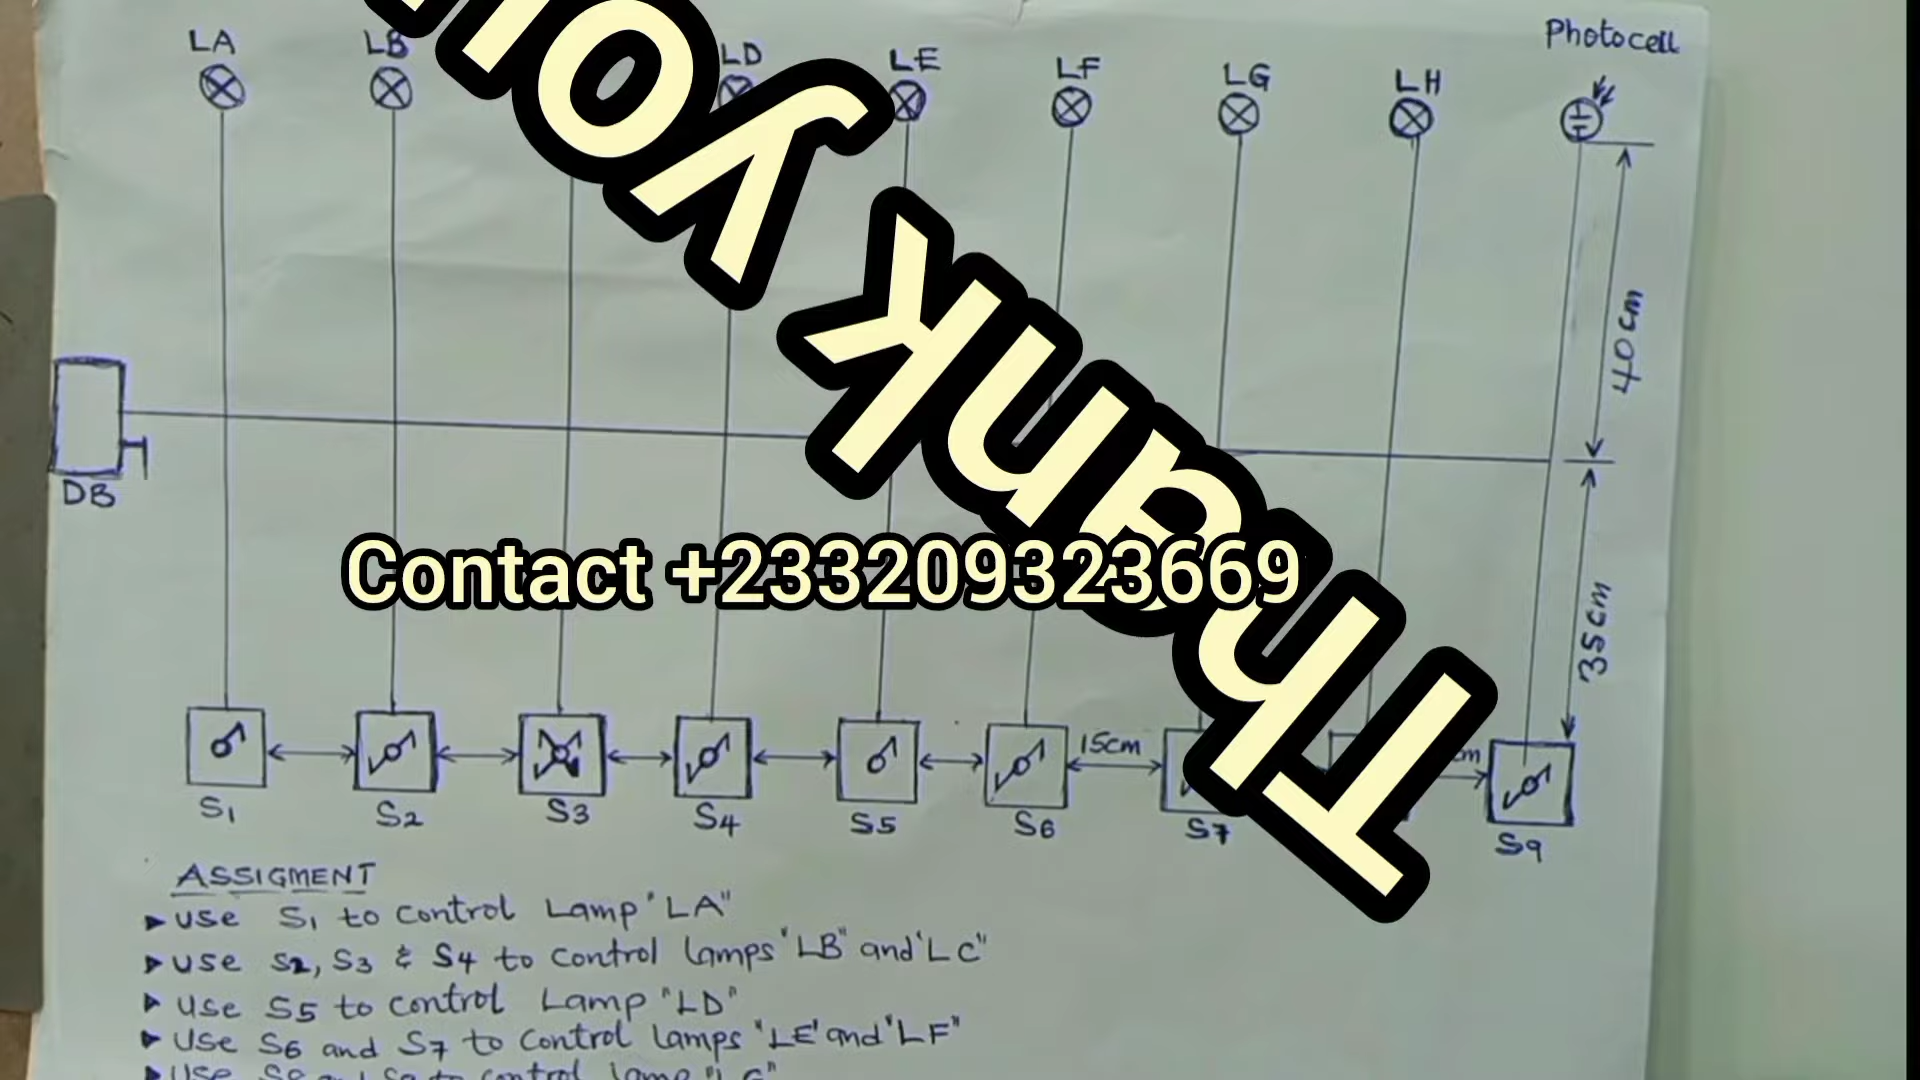 Photocell
LA
LB
LD
LE
LF
LG
LH
Thank you
40cm
DB
Contact +233209323669
35cm
15cm
cm
S1
S2
S3
S4
S5
S6
S7
S9
ASSIGMENT
USE S1 to control Lamp "LA"
USE S2, S3 & S4 to control lamps "LB" and "LC"
Use S5 to control Lamp "LD"
USE S6 and S7 to control lamps "LE" and "LF"